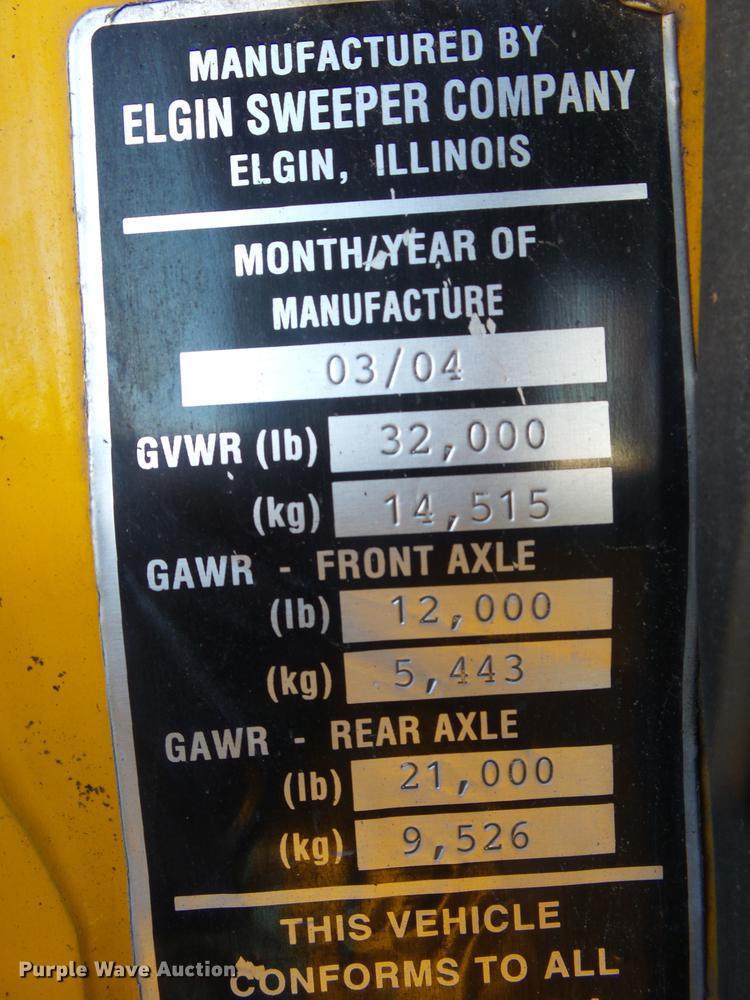 MANUFACTURED BY
ELGIN SWEEPER COMPANY
ELGIN, ILLINOIS
MONTH/YEAR OF
MANUFACTURE
03/04
GVWR (lb) 32,000
(kg) 14,515
GAWR - FRONT AXLE
(lb) 12,000
(kg) 5,443
GAWR - REAR AXLE
(lb) 21,000
(kg) 9,526
THIS VEHICLE
CONFORMS TO ALL
Purple Wave Auction